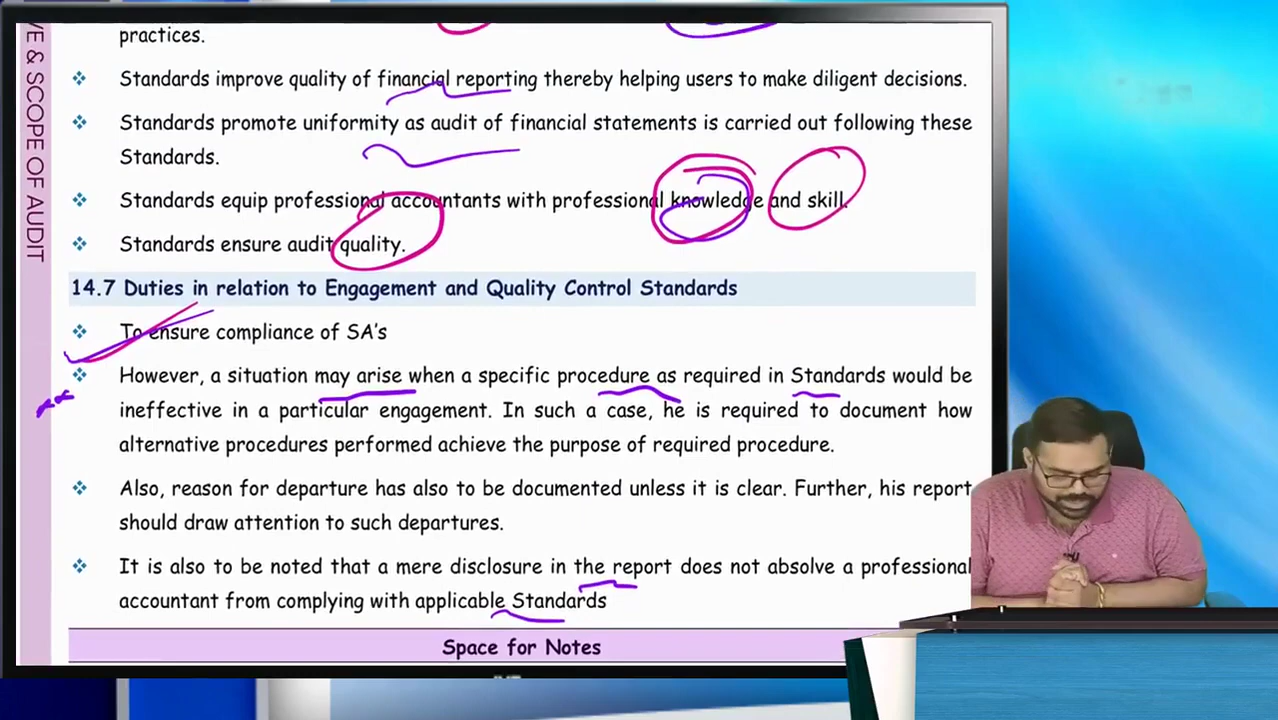 VE & SCOPE OF AUDIT
practices.
❖ Standards improve quality of financial reporting thereby helping users to make diligent decisions.
❖ Standards promote uniformity as audit of financial statements is carried out following these
Standards.
❖ Standards equip professional accountants with professional knowledge and skill.
❖ Standards ensure audit quality.
14.7 Duties in relation to Engagement and Quality Control Standards
❖ To ensure compliance of SA's
❖ However, a situation may arise when a specific procedure as required in Standards would be
ineffective in a particular engagement. In such a case, he is required to document how
alternative procedures performed achieve the purpose of required procedure.
❖ Also, reason for departure has also to be documented unless it is clear. Further, his report
should draw attention to such departures.
❖ It is also to be noted that a mere disclosure in the report does not absolve a professional
accountant from complying with applicable Standards
Space for Notes